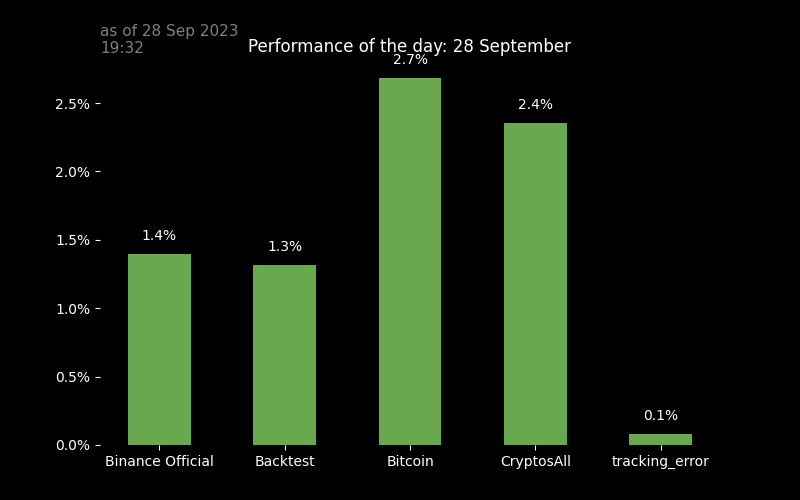 as of 28 Sep 2023
19:32
Performance of the day: 28 September
2.7%
2.5%
2.4%
2.0%
1.5%
1.4%
1.3%
1.0%
0.5%
0.1%
0.0%
Binance Official
Backtest
Bitcoin
CryptosAll
tracking_error